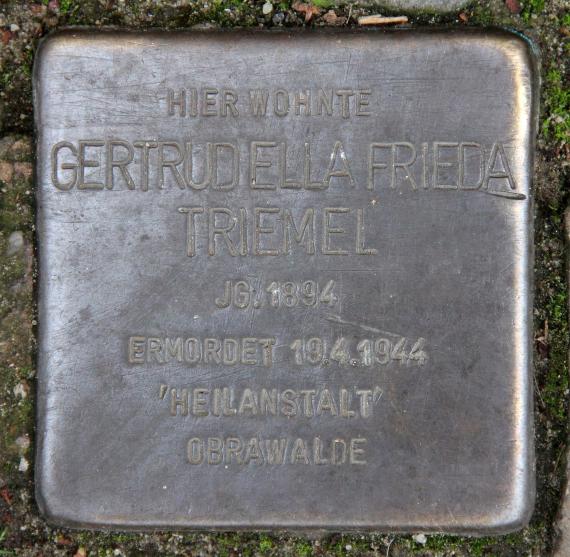 HIER WOHNTE
GERTRUD ELLA FRIEDA
TRIEMEL
JG. 1894
ERMORDET 19.4.1944
'HEILANSTALT'
OBRAWALDE